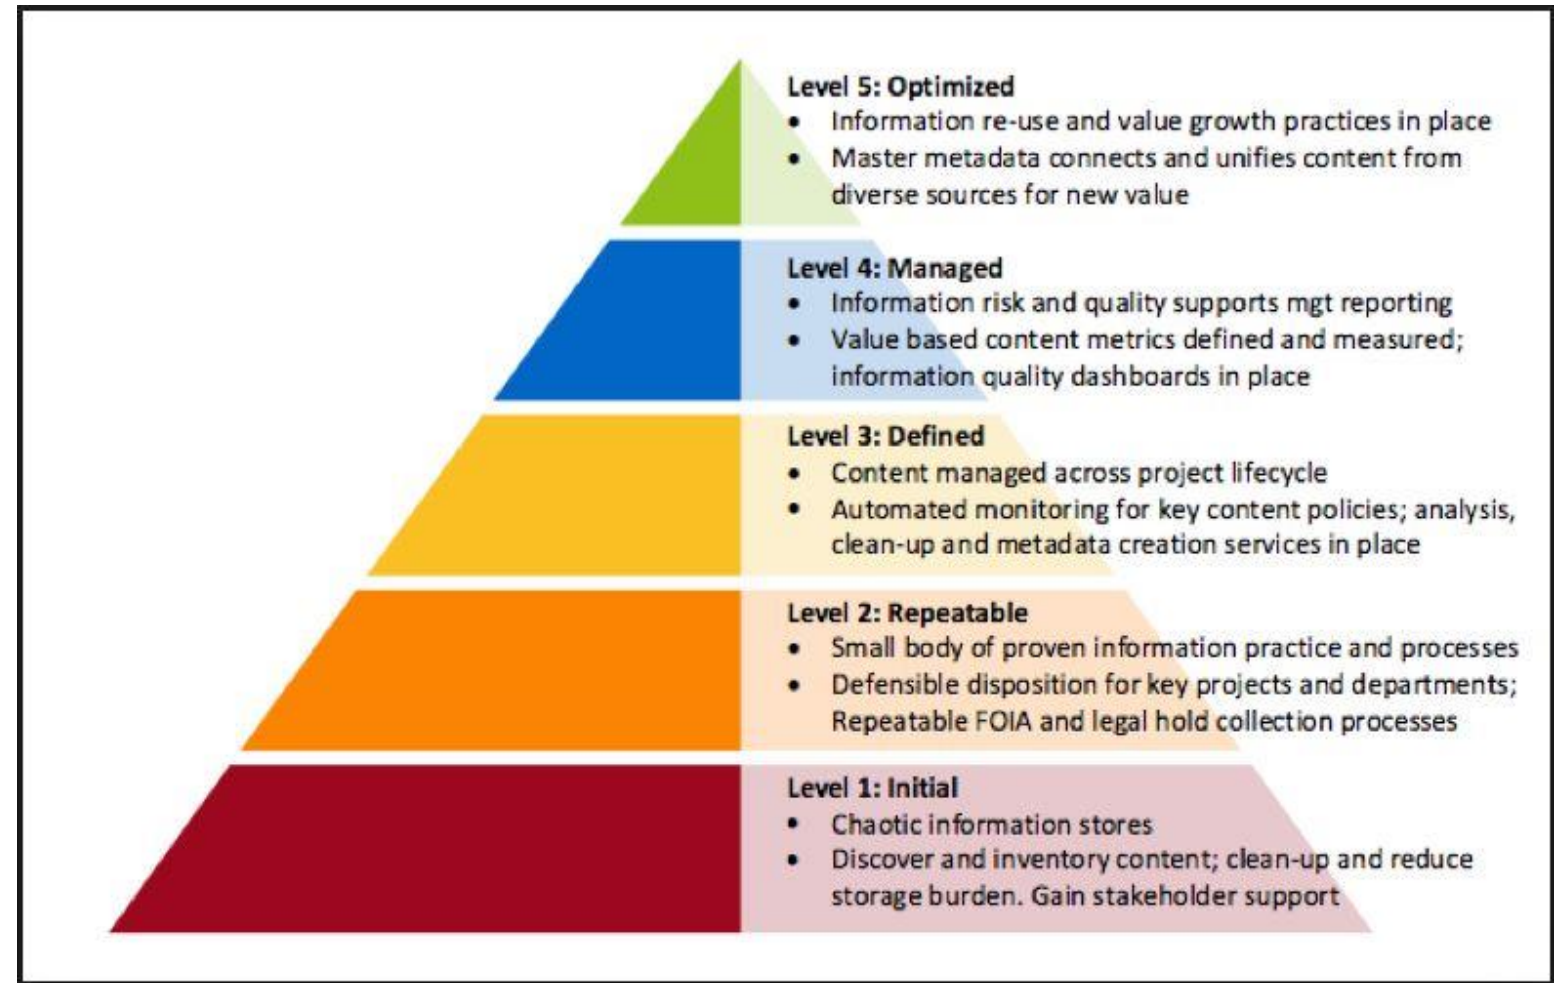 Level 5: Optimized
• Information re-use and value growth practices in place
• Master metadata connects and unifies content from
diverse sources for new value
Level 4: Managed
• Information risk and quality supports mgt reporting
• Value based content metrics defined and measured;
information quality dashboards in place
Level 3: Defined
• Content managed across project lifecycle
• Automated monitoring for key content policies; analysis,
clean-up and metadata creation services in place
Level 2: Repeatable
• Small body of proven information practice and processes
• Defensible disposition for key projects and departments;
Repeatable FOIA and legal hold collection processes
Level 1: Initial
• Chaotic information stores
• Discover and inventory content; clean-up and reduce
storage burden. Gain stakeholder support